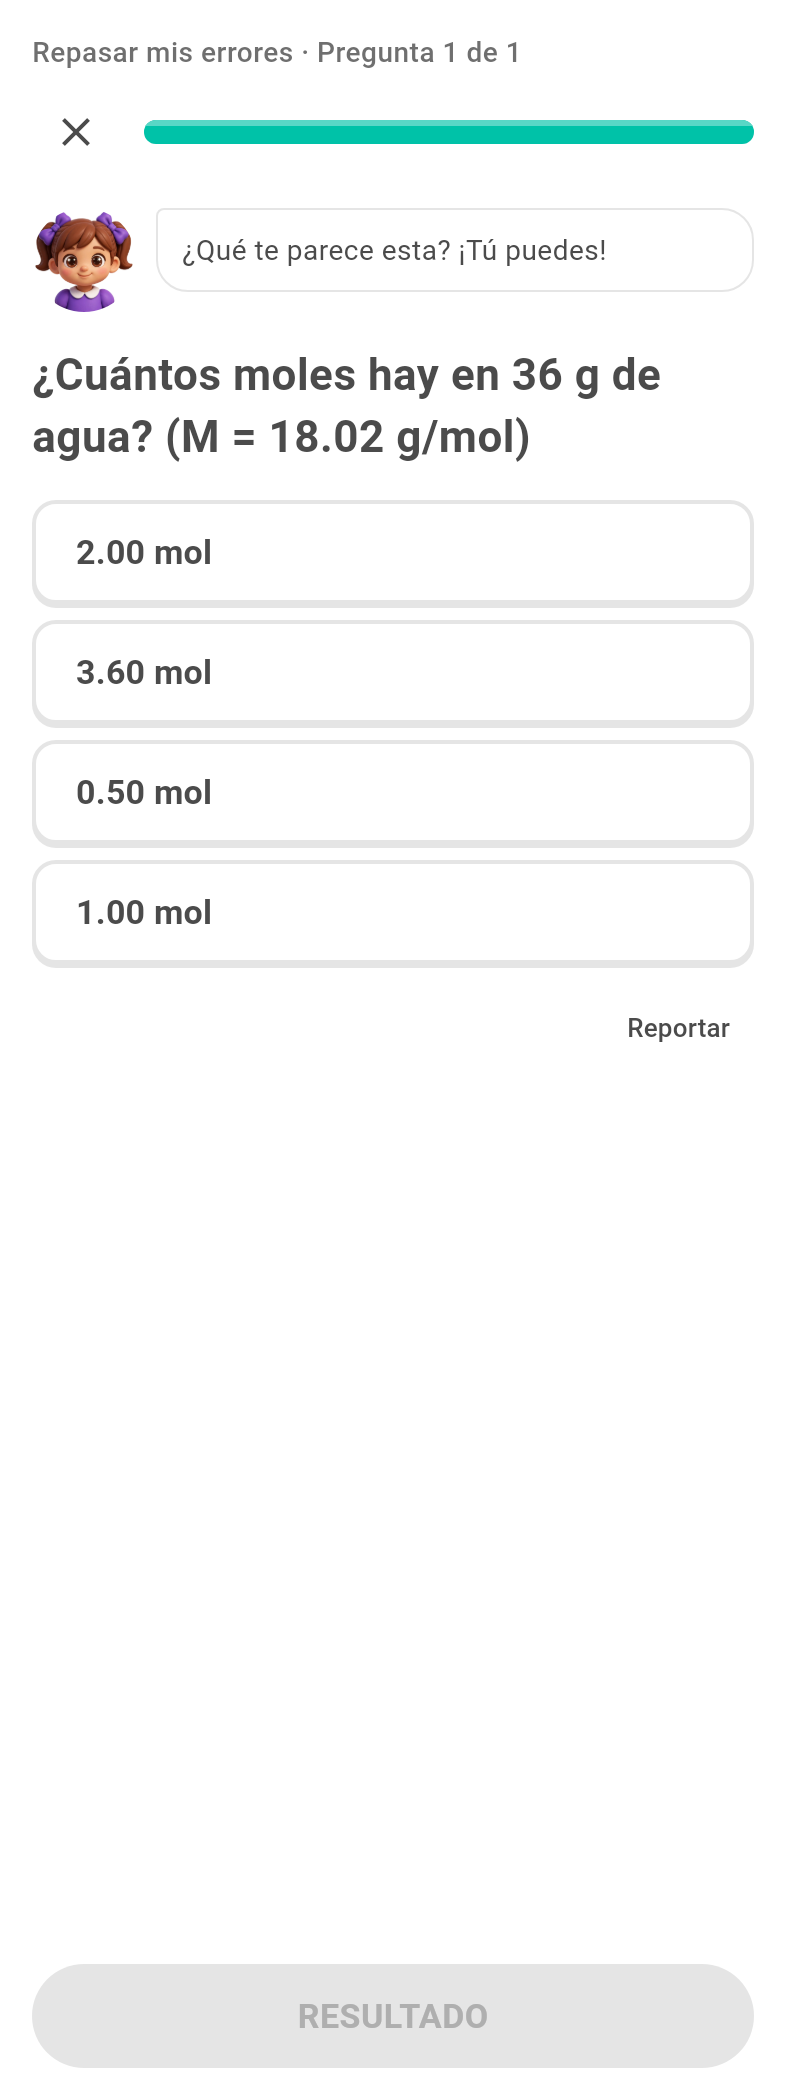 Repasar mis errores · Pregunta 1 de 1
¿Qué te parece esta? ¡Tú puedes!
¿Cuántos moles hay en 36 g de
agua? (M = 18.02 g/mol)
2.00 mol
3.60 mol
0.50 mol
1.00 mol
Reportar
RESULTADO